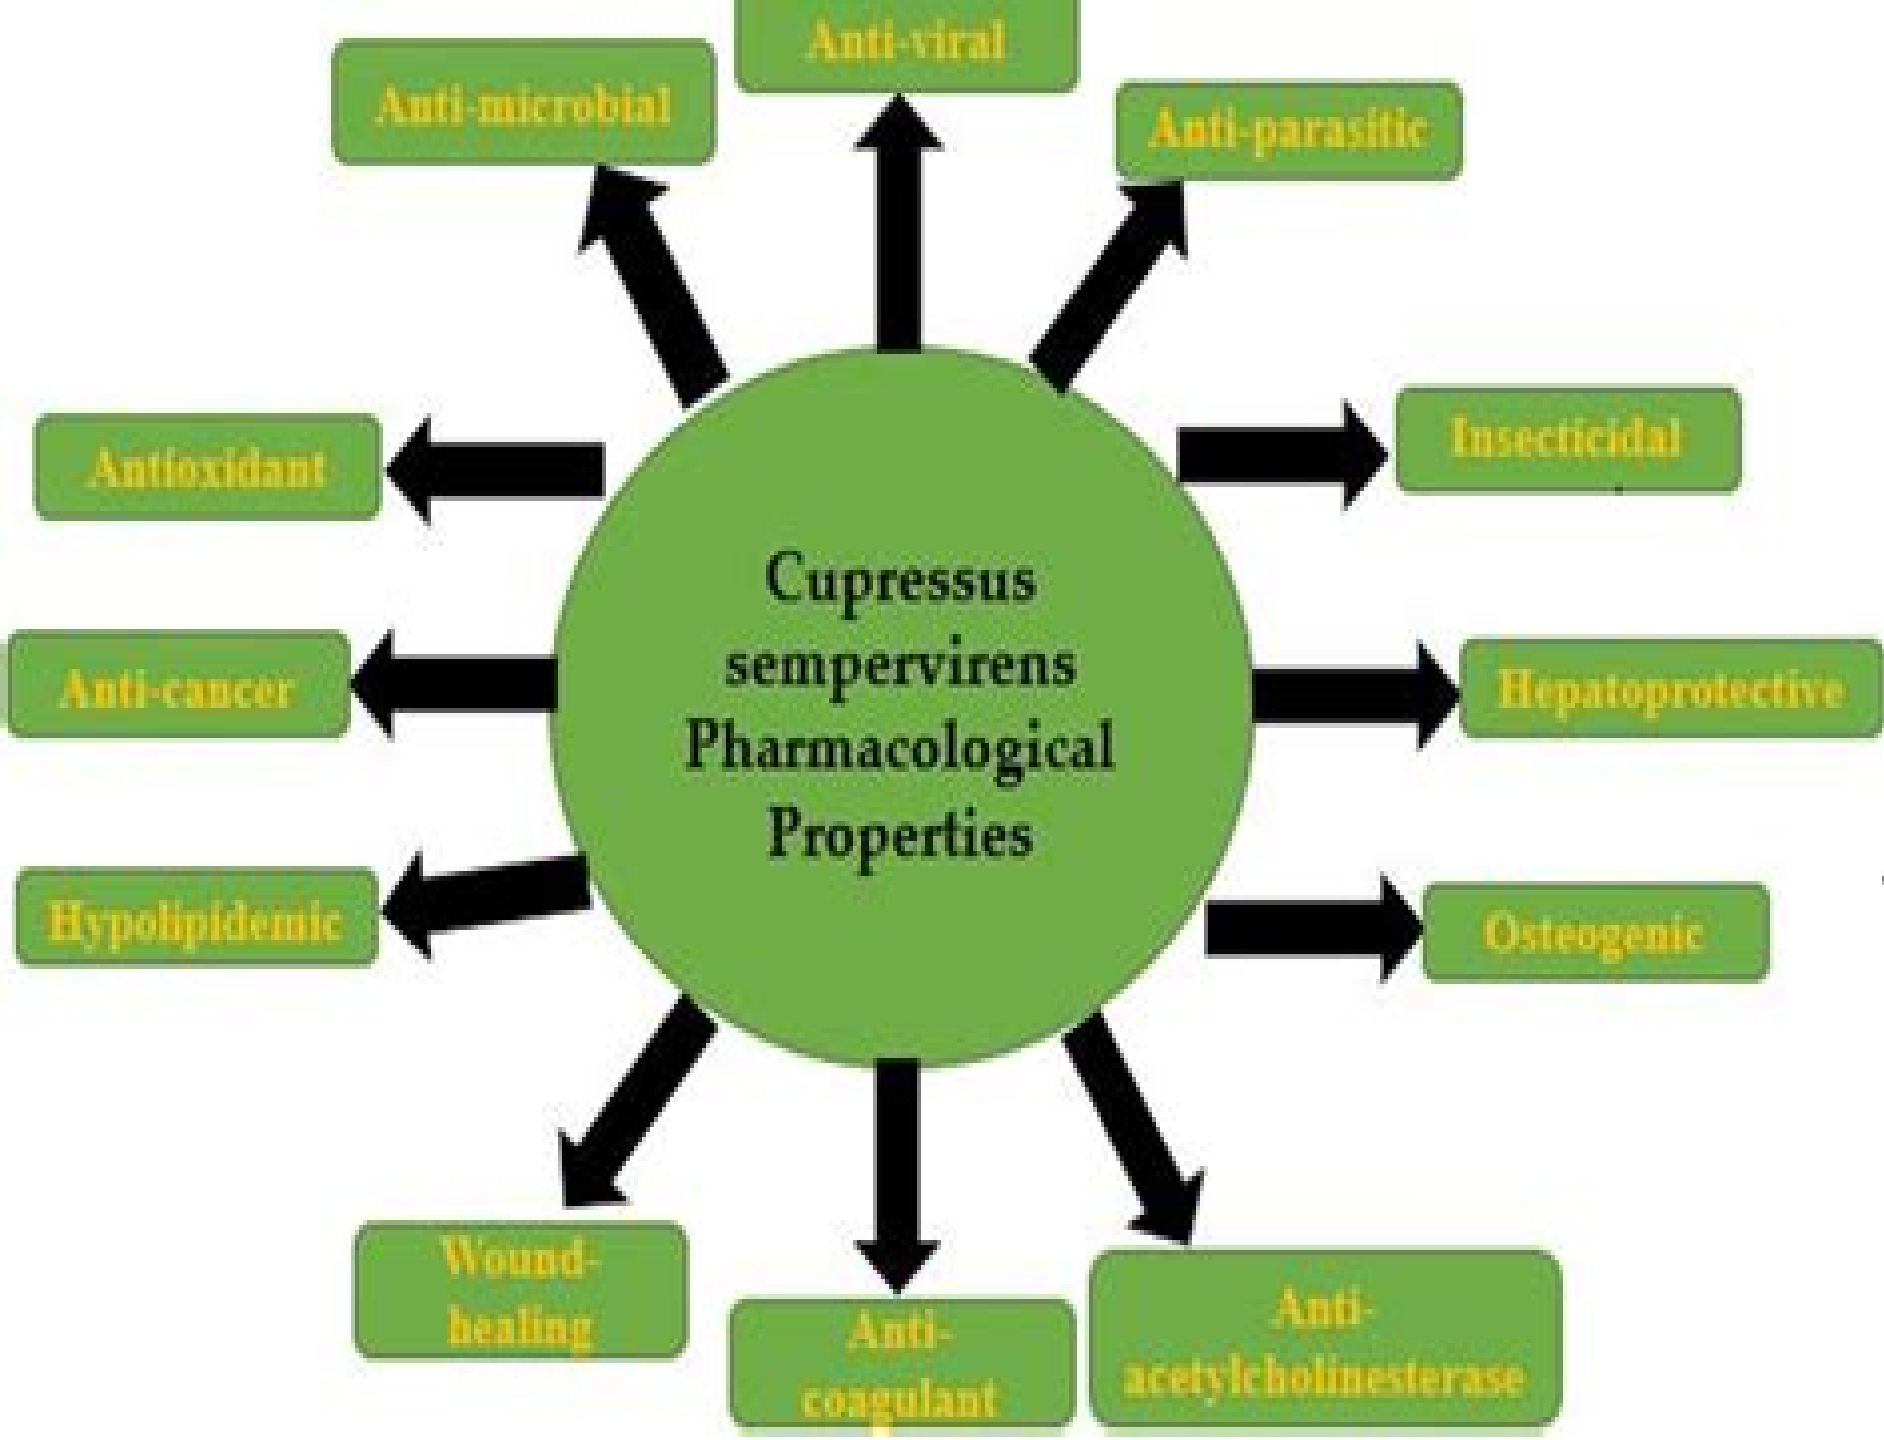 Anti-viral
Anti-microbial
Anti-parasitic
Antioxidant
Insecticidal
Cupressus
sempervirens
Pharmacological
Properties
Anti-cancer
Hepatoprotective
Hypolipidemic
Osteogenic
Wound-
healing
Anti-
coagulant
Anti-
acetylcholinesterase